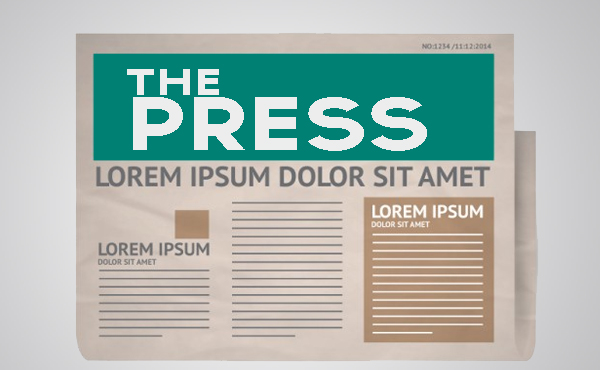 NO:1234 /11:12:2014
THE
PRESS
LOREM IPSUM DOLOR SIT AMET
LOREM IPSUM
DOLOR SIT AMET
LOREM IPSUM
DOLOR SIT AMET